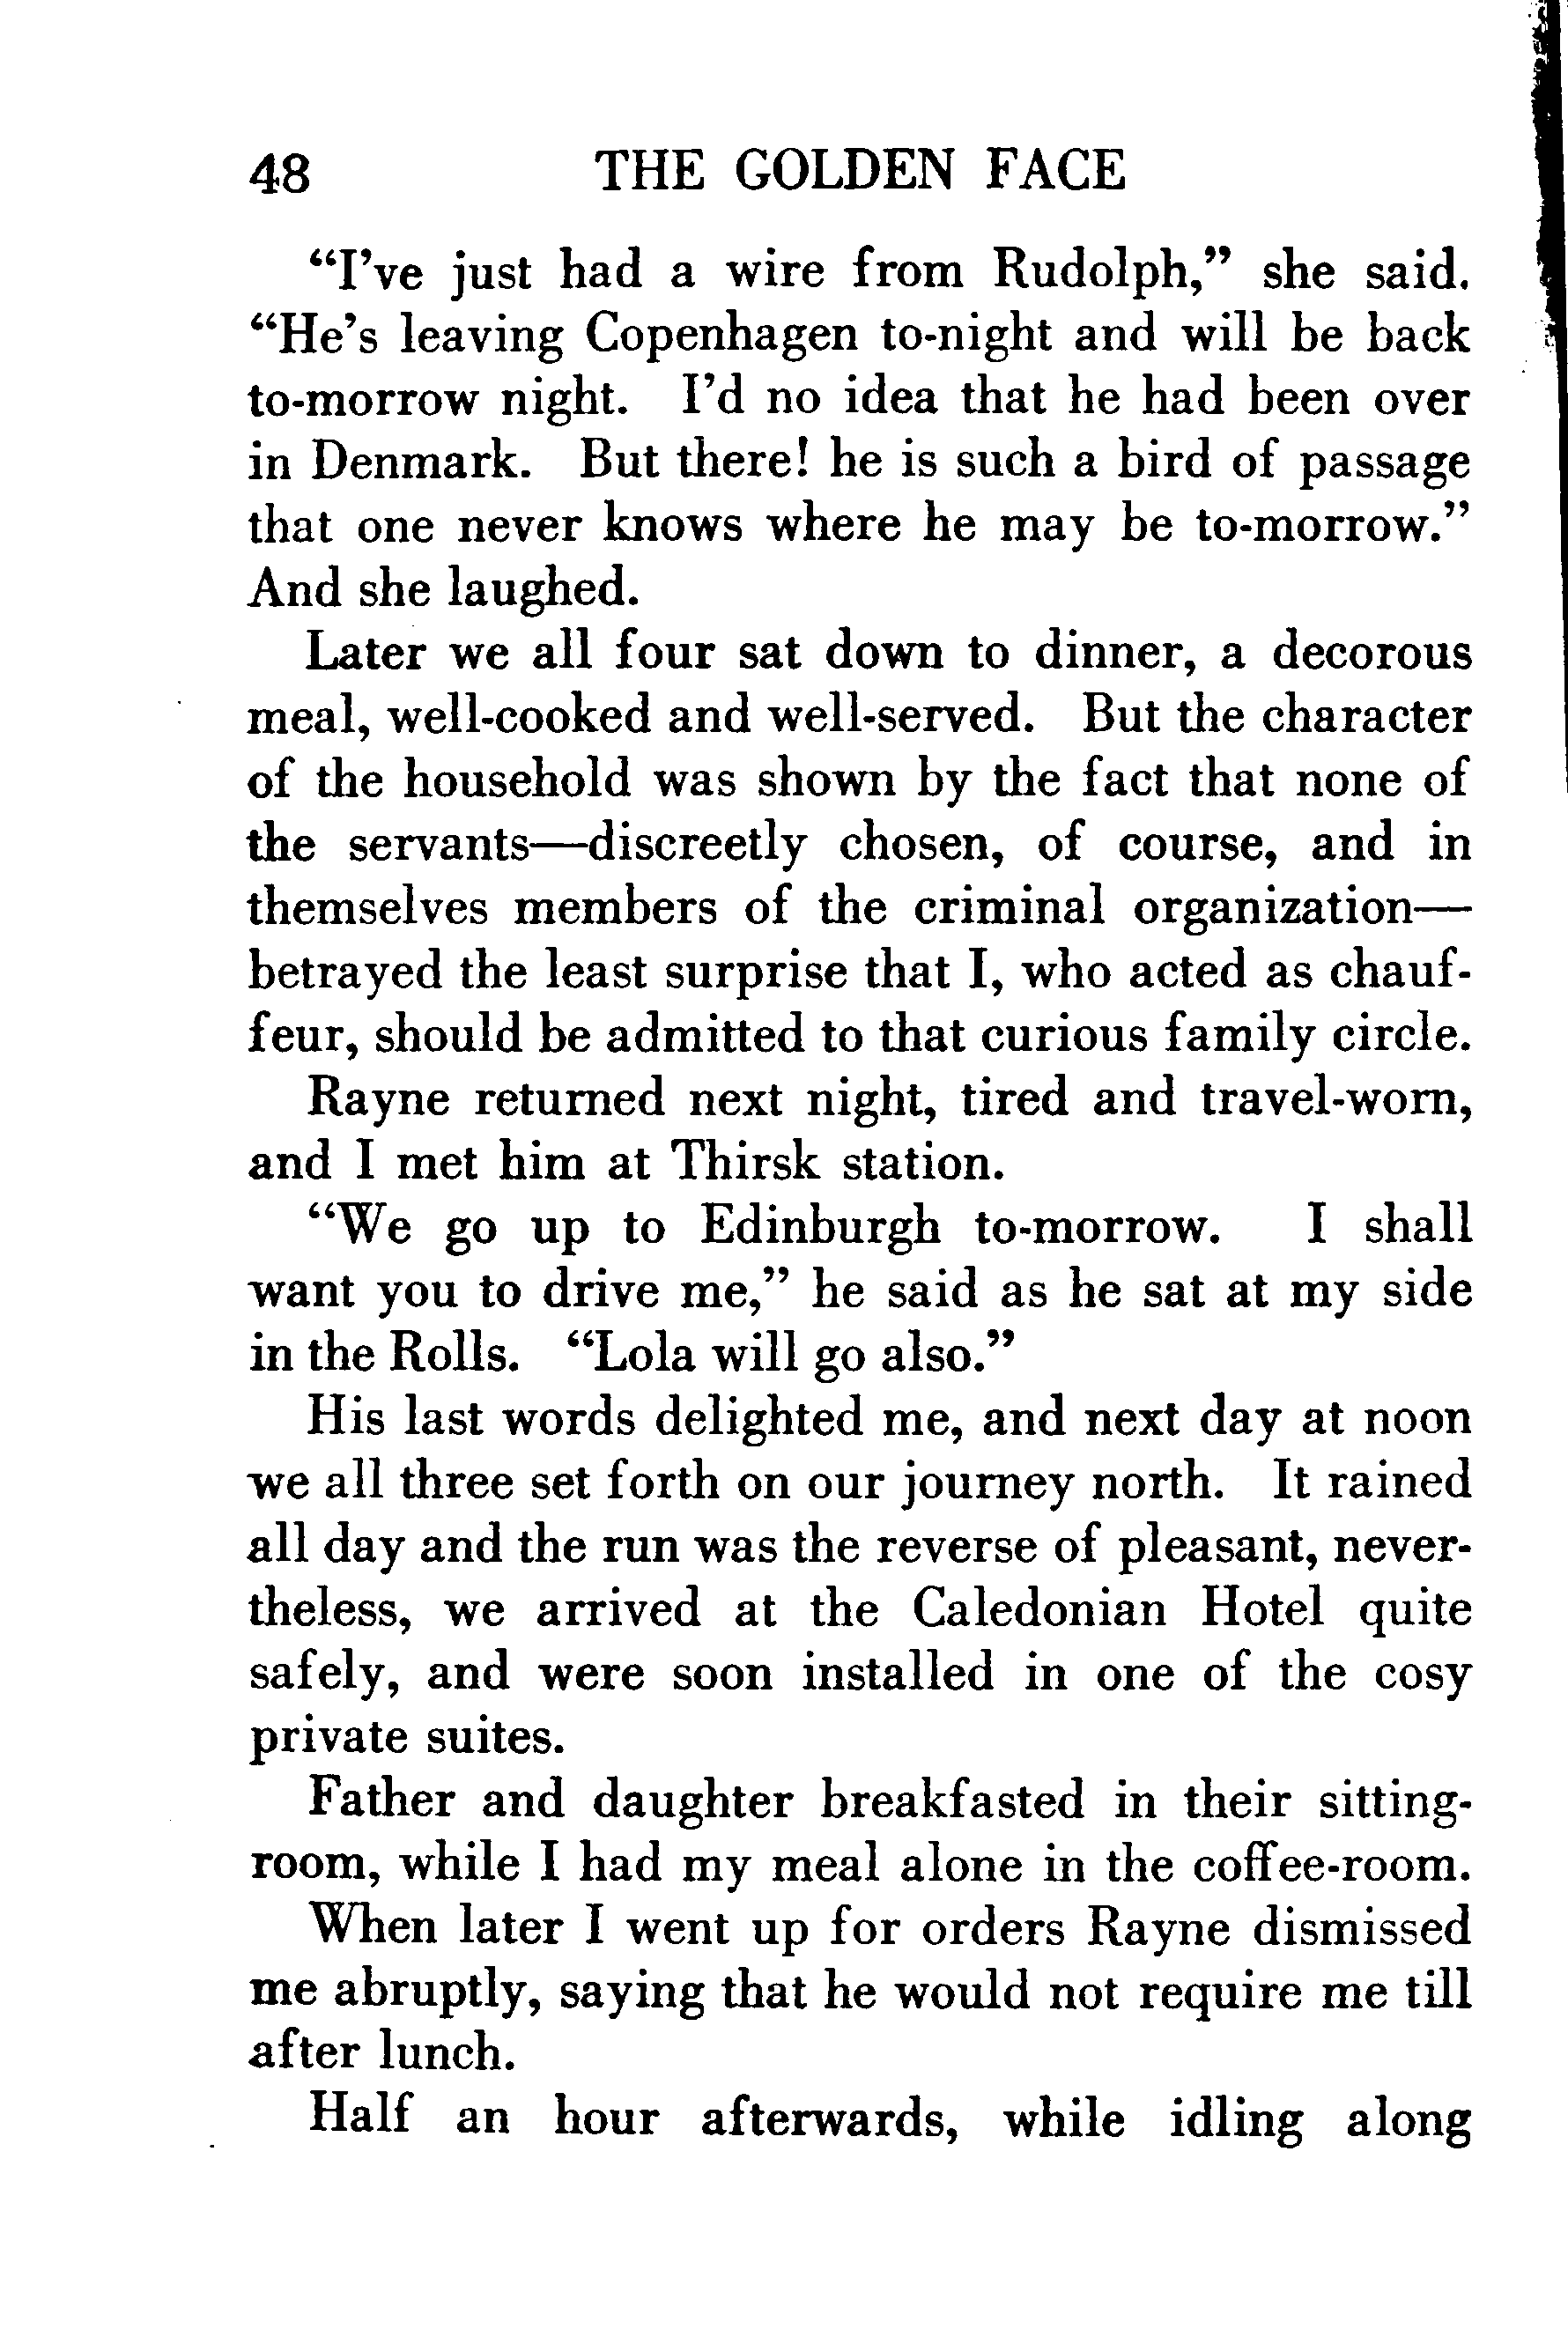 48 THE GOLDEN FACE
“I’ve just had a wire from Rudolph,” she said.
“He’s leaving Copenhagen to-night and will be back
to-morrow night. I’d no idea that he had been over
in Denmark. But there! he is such a bird of passage
that one never knows where he may be to-morrow.”
And she laughed.
Later we all four sat down to dinner, a decorous
meal, well-cooked and well-served. But the character
of the household was shown by the fact that none of
the servants—discreetly chosen, of course, and in
themselves members of the criminal organization—
betrayed the least surprise that I, who acted as chauf-
feur, should be admitted to that curious family circle.
Rayne returned next night, tired and travel-worn,
and I met him at Thirsk station.
“We go up to Edinburgh to-morrow. I shall
want you to drive me,” he said as he sat at my side
in the Rolls. “Lola will go also.”
His last words delighted me, and next day at noon
we all three set forth on our journey north. It rained
all day and the run was the reverse of pleasant, never-
theless, we arrived at the Caledonian Hotel quite
safely, and were soon installed in one of the cosy
private suites.
Father and daughter breakfasted in their sitting-
room, while I had my meal alone in the coffee-room.
When later I went up for orders Rayne dismissed
me abruptly, saying that he would not require me till
after lunch.
Half an hour afterwards, while idling along